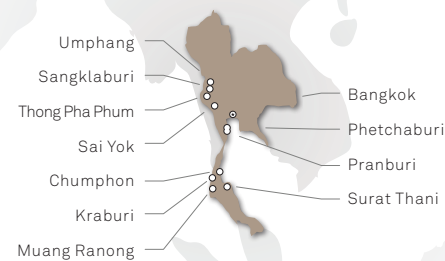 Umphang
Sangklaburi
Thong Pha Phum
Sai Yok
Chumphon
Kraburi
Muang Ranong
Bangkok
Phetchaburi
Pranburi
Surat Thani